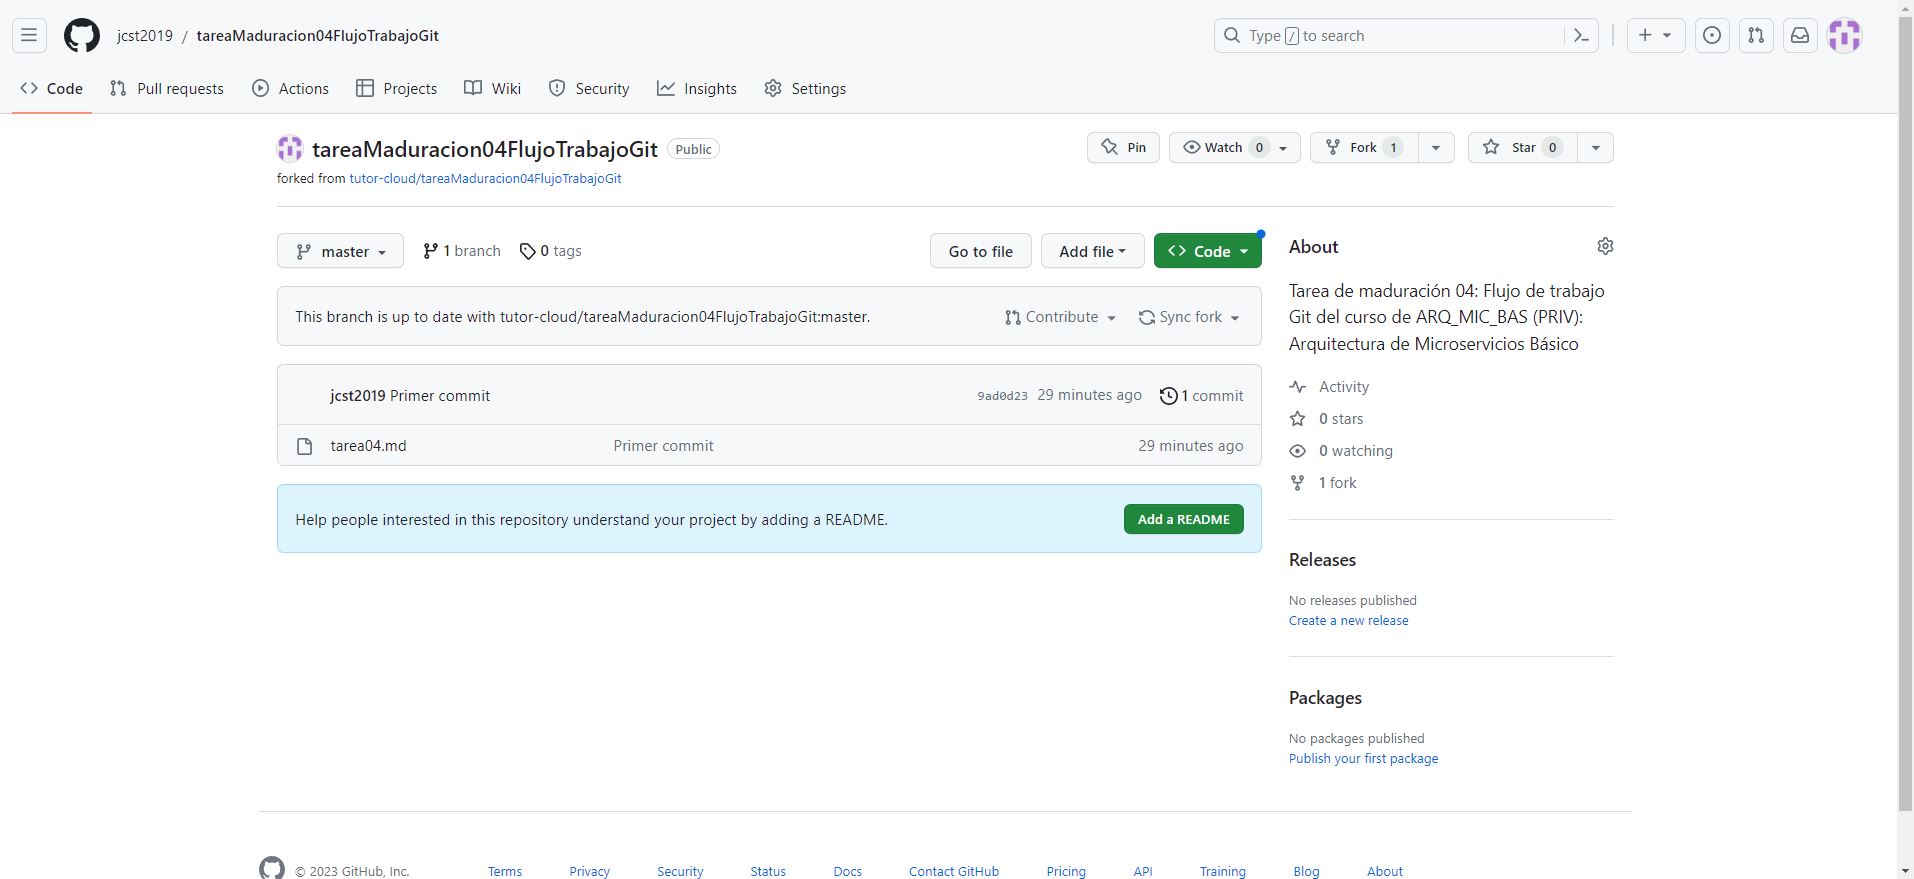 jcst2019 / tareaMaduracion04FlujoTrabajoGit
Type / to search
Code Pull requests Actions Projects Wiki Security Insights Settings
tareaMaduracion04FlujoTrabajoGit Public
Pin Watch 0 Fork 1 Star 0
forked from tutor-cloud/tareaMaduracion04FlujoTrabajoGit
master 1 branch 0 tags Go to file Add file Code
This branch is up to date with tutor-cloud/tareaMaduracion04FlujoTrabajoGit:master. Contribute Sync fork
jcst2019 Primer commit 9ad0d23 29 minutes ago 1 commit
tarea04.md Primer commit 29 minutes ago
Help people interested in this repository understand your project by adding a README. Add a README
About
Tarea de maduración 04: Flujo de trabajo
Git del curso de ARQ_MIC_BAS (PRIV):
Arquitectura de Microservicios Básico
Activity
0 stars
0 watching
1 fork
Releases
No releases published
Create a new release
Packages
No packages published
Publish your first package
© 2023 GitHub, Inc. Terms Privacy Security Status Docs Contact GitHub Pricing API Training Blog About